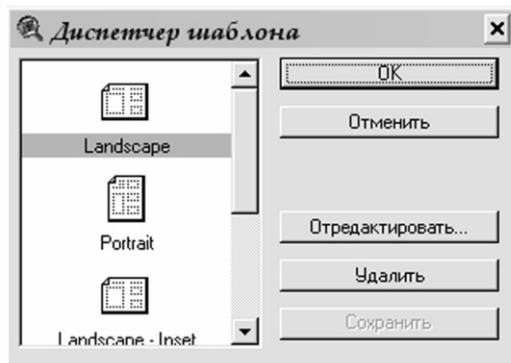 Диспетчер шаблона
OK
Отменить
Landscape
Portrait
Отредактировать...
Удалить
Сохранить
Landscape - Inset